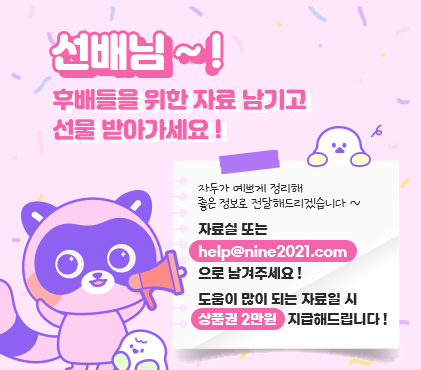 선배님 ~!
후배들을 위한 자료 남기고
선물 받아가세요!
자두가 예쁘게 정리해
좋은 정보로 전달해드리겠습니다 ~
자료실 또는
help@nine2021.com
으로 남겨주세요!
도움이 많이 되는 자료일 시
상품권 2만원 지급해드립니다!